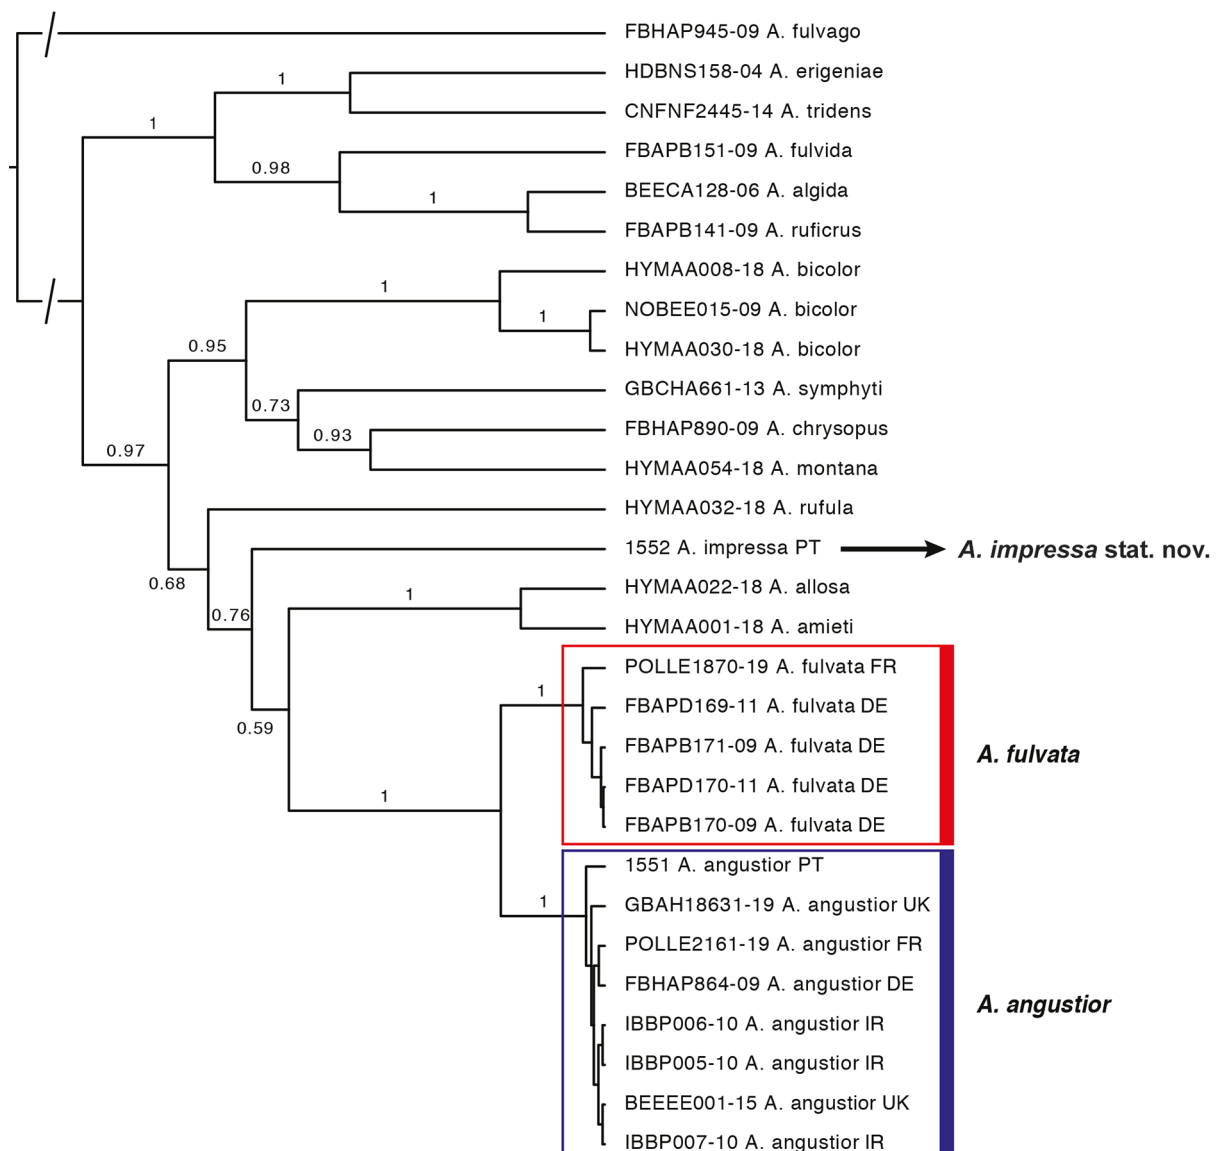 FBHAP945-09 A. fulvago
HDBNS158-04 A. erigeniae
1
CNFNF2445-14 A. tridens
1
FBAPB151-09 A. fulvida
0.98
BEECA128-06 A. algida
1
FBAPB141-09 A. ruficrus
HYMAA008-18 A. bicolor
1
NOBEE015-09 A. bicolor
1
HYMAA030-18 A. bicolor
0.95
GBCHA661-13 A. symphyti
0.73
FBHAP890-09 A. chrysopus
0.93
0.97
HYMAA054-18 A. montana
HYMAA032-18 A. rufula
1552 A. impressa PT
A. impressa stat. nov.
0.68
HYMAA022-18 A. allosa
1
0.76
HYMAA001-18 A. amieti
POLLE1870-19 A. fulvata FR
1
FBAPD169-11 A. fulvata DE
0.59
FBAPB171-09 A. fulvata DE
A. fulvata
FBAPD170-11 A. fulvata DE
1
FBAPB170-09 A. fulvata DE
1551 A. angustior PT
1
GBAH18631-19 A. angustior UK
POLLE2161-19 A. angustior FR
FBHAP864-09 A. angustior DE
A. angustior
IBBP006-10 A. angustior IR
IBBP005-10 A. angustior IR
BEEEE001-15 A. angustior UK
IBBP007-10 A. angustior IR